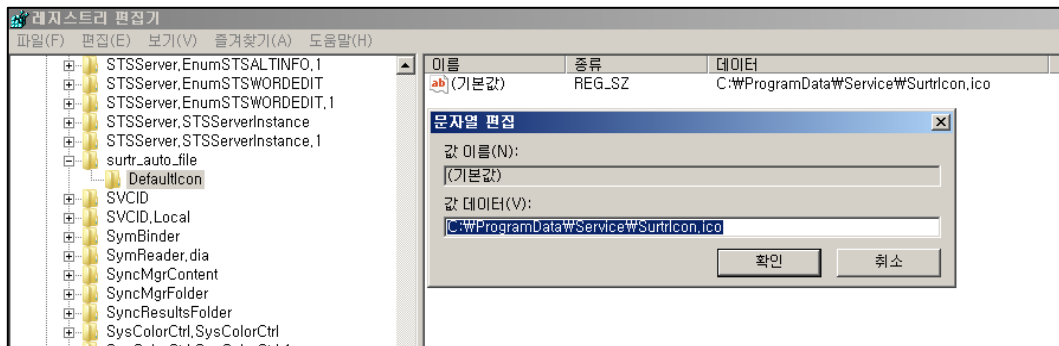 레지스트리 편집기
파일(F) 편집(E) 보기(V) 즐겨찾기(A) 도움말(H)
STSServer.EnumSTSALTINFO.1
STSServer.EnumSTSWORDEDIT
STSServer.EnumSTSWORDEDIT.1
STSServer.STSServerInstance
STSServer.STSServerInstance.1
surtr_auto_file
DefaultIcon
SVCID
SVCID.Local
SymBinder
SymReader.dia
SyncMgrContent
SyncMgrFolder
SyncResultsFolder
SysColorCtrl.SysColorCtrl
이름 종류 데이터
(기본값) REG_SZ C:₩ProgramData₩Service₩SurtrIcon.ico
문자열 편집
값 이름(N):
(기본값)
값 데이터(V):
C:₩ProgramData₩Service₩SurtrIcon.ico
확인 취소